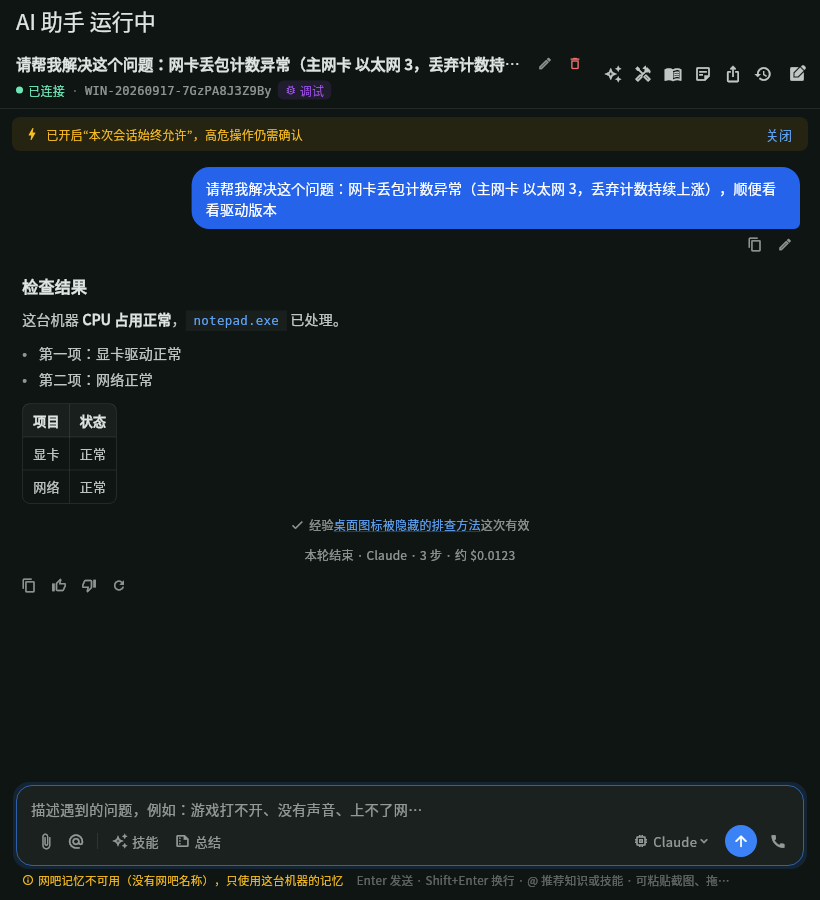 AI 助手 运行中
请帮我解决这个问题：网卡丢包计数异常（主网卡 以太网 3，丢弃计数持…
已连接 · WIN-20260917-7GzPA8J3Z9By 调试
已开启“本次会话始终允许”，高危操作仍需确认 关闭
请帮我解决这个问题：网卡丢包计数异常（主网卡 以太网 3，丢弃计数持续上涨），顺便看
看驱动版本
检查结果
这台机器 CPU 占用正常， notepad.exe 已处理。
• 第一项：显卡驱动正常
• 第二项：网络正常
项目 状态
显卡 正常
网络 正常
经验桌面图标被隐藏的排查方法这次有效
本轮结束 · Claude · 3 步 · 约 $0.0123
描述遇到的问题，例如：游戏打不开、没有声音、上不了网…
技能 总结 Claude
网吧记忆不可用（没有网吧名称），只使用这台机器的记忆 Enter 发送 · Shift+Enter 换行 · @ 推荐知识或技能 · 可粘贴截图、拖…